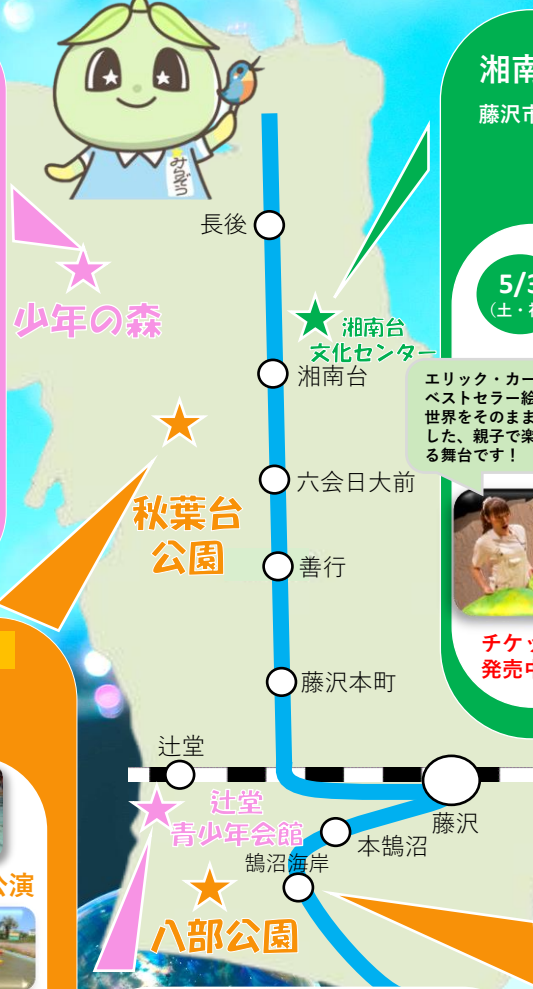 みらぞう
長後
少年の森
湘南台
文化センター
湘南台
秋葉台
公園
六会日大前
善行
藤沢本町
辻堂
辻堂
青少年会館
藤沢
本鵠沼
鵠沼海岸
八部公園
公演
湘南
藤沢市
5/3
(土・祝
エリック・カー
ベストセラー絵
世界をそのまま
した、親子で楽
る舞台です！
チケッ
発売中